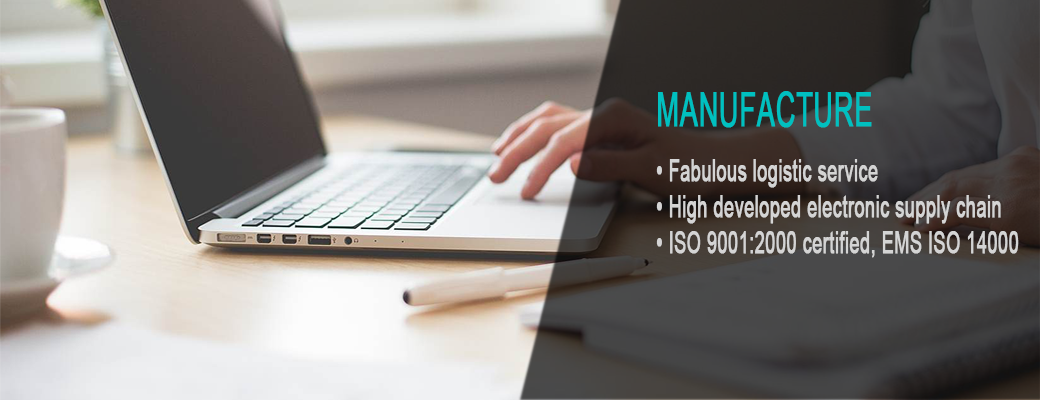 MANUFACTURE
• Fabulous logistic service
• High developed electronic supply chain
• ISO 9001:2000 certified, EMS ISO 14000